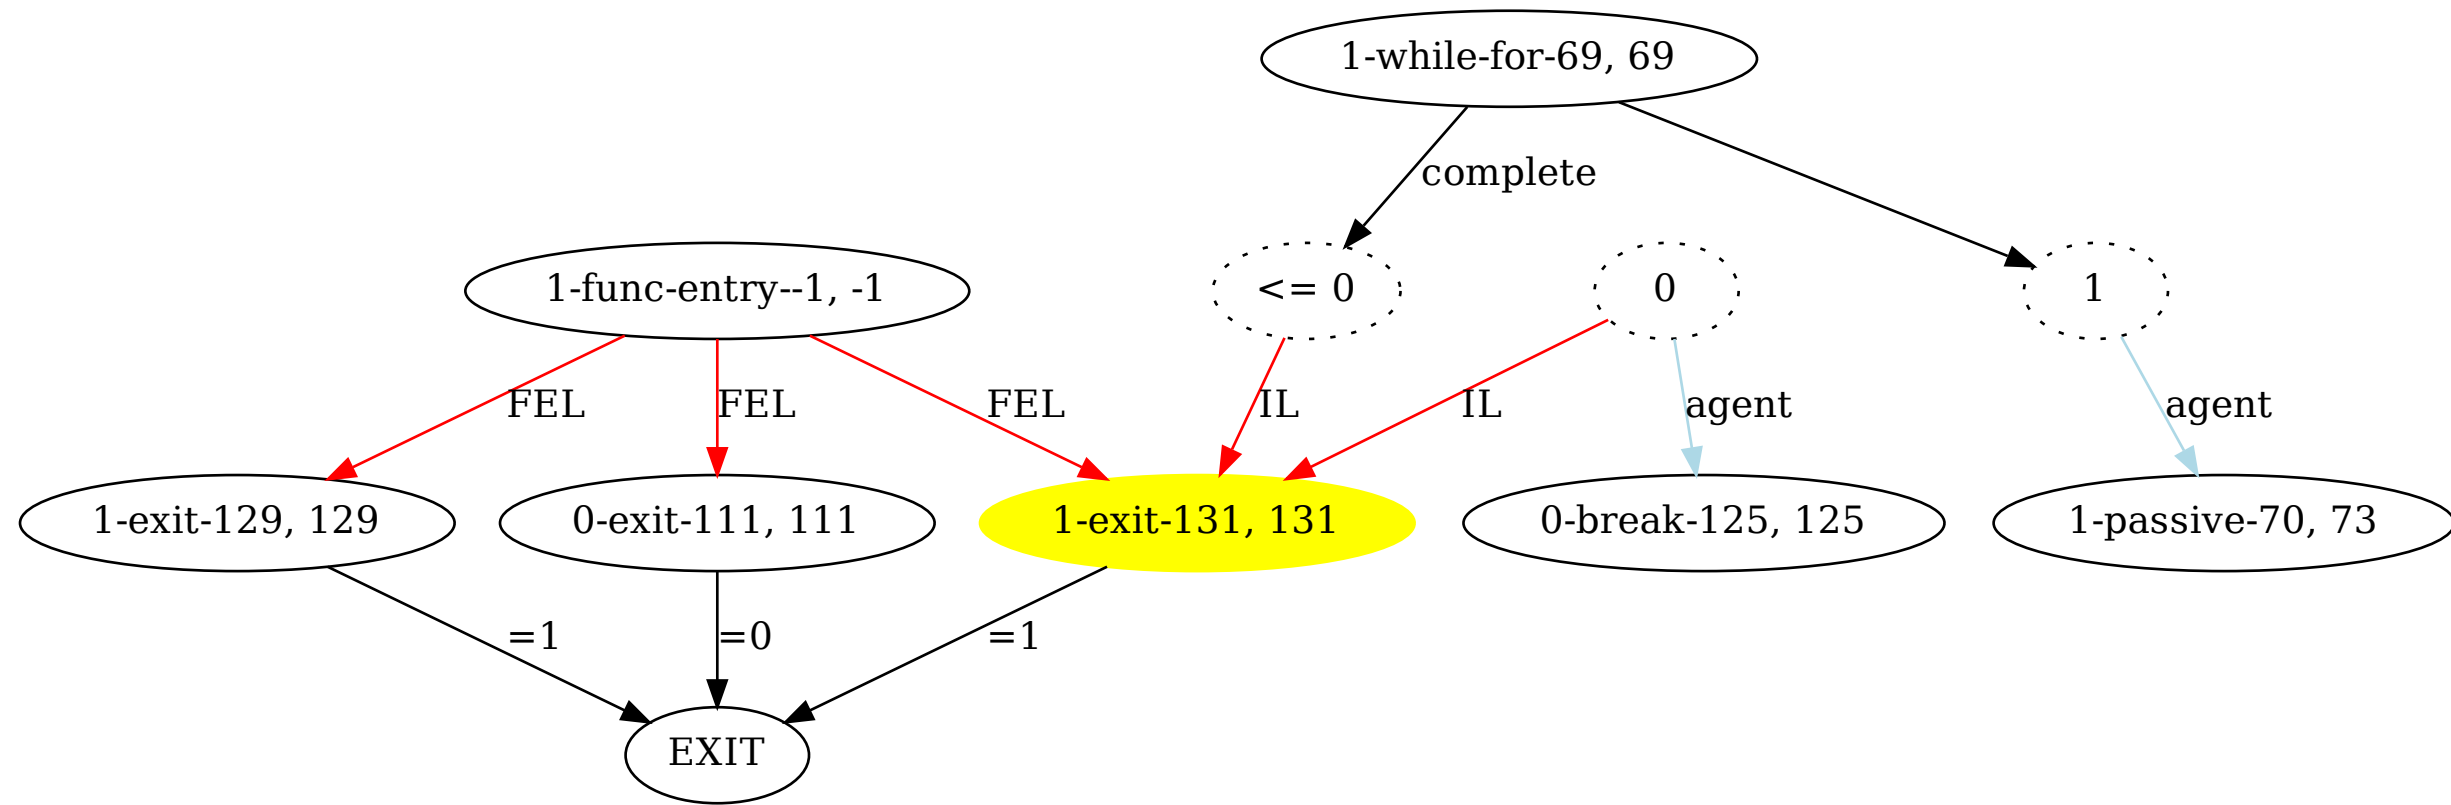 1-while-for-69, 69
complete
1-func-entry--1, -1
<= 0
0
1
FEL
FEL
FEL
IL
IL
agent
agent
1-exit-129, 129
0-exit-111, 111
1-exit-131, 131
0-break-125, 125
1-passive-70, 73
=1
=0
=1
EXIT